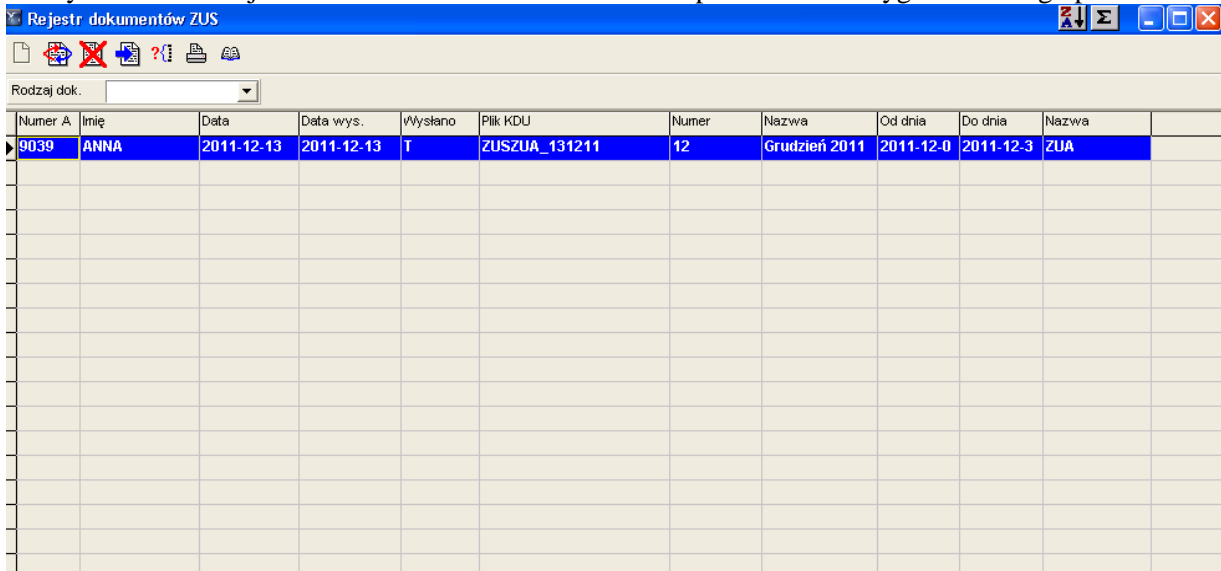 Rejestr dokumentów ZUS
Rodzaj dok.
Numer A Imię Data Data wys. Wysłano Plik KDU Numer Nazwa Od dnia Do dnia Nazwa
9039 ANNA 2011-12-13 2011-12-13 T ZUSZUA_131211 12 Grudzień 2011 2011-12-0 2011-12-3 ZUA